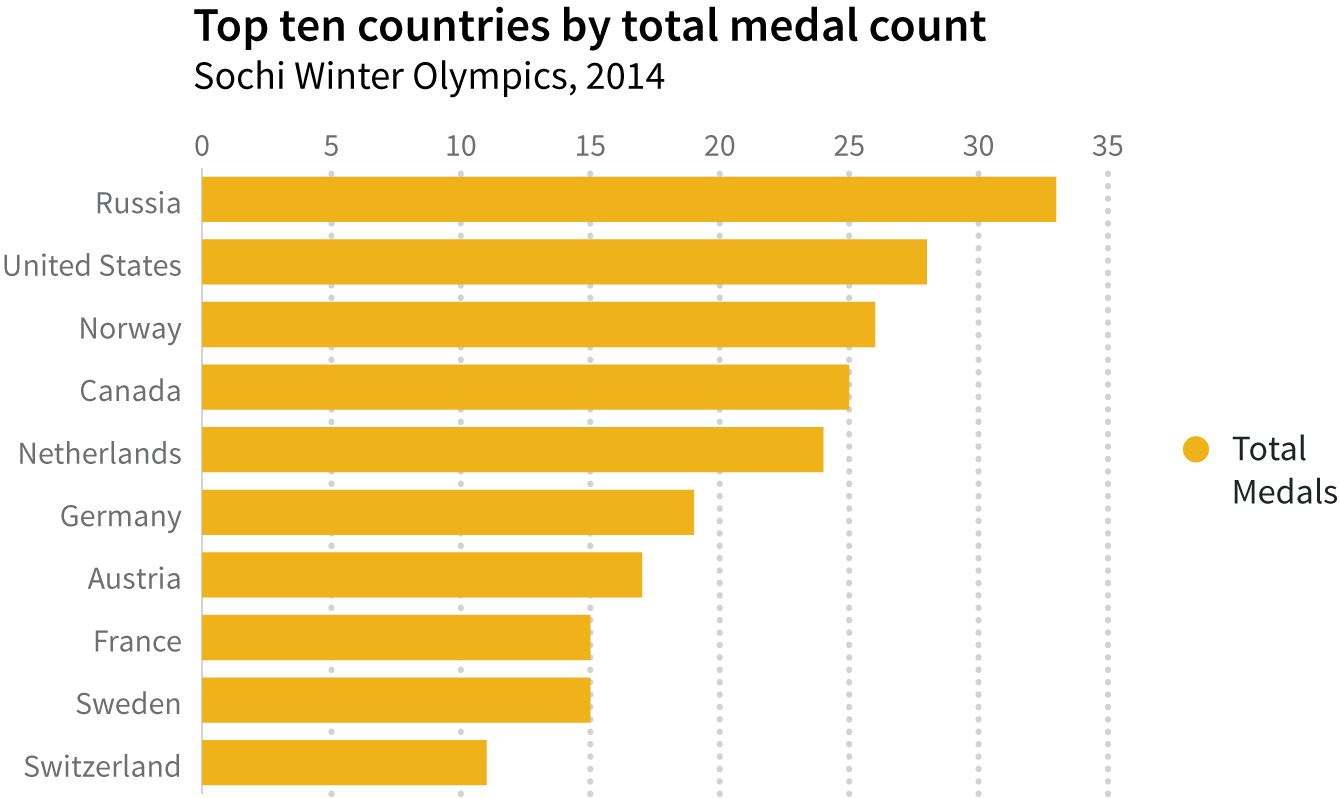 Top ten countries by total medal count
Sochi Winter Olympics, 2014
0 5 10 15 20 25 30 35
Russia
United States
Norway
Canada
Netherlands
Germany
Austria
France
Sweden
Switzerland
Total
Medals